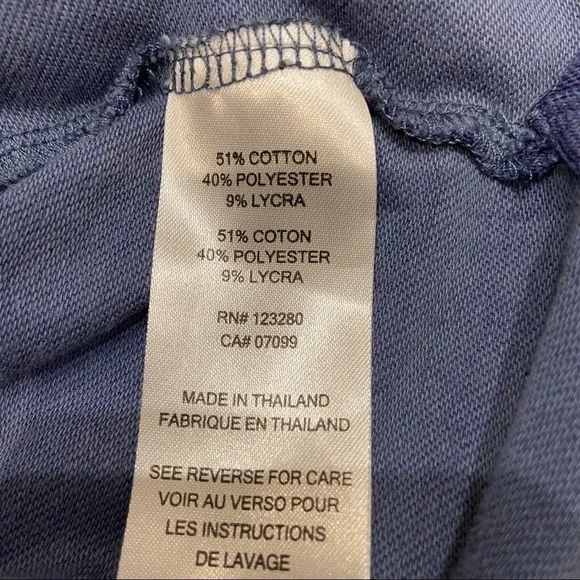 51% COTTON
40% POLYESTER
9% LYCRA
51% COTON
40% POLYESTER
9% LYCRA
RN# 123280
CA# 07099
MADE IN THAILAND
FABRIQUE EN THAILAND
SEE REVERSE FOR CARE
VOIR AU VERSO POUR
LES INSTRUCTIONS
DE LAVAGE